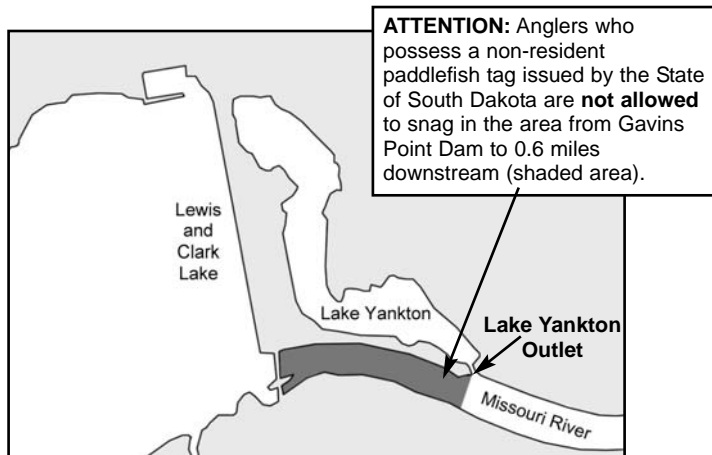 ATTENTION: Anglers who
possess a non-resident
paddlefish tag issued by the State
of South Dakota are not allowed
to snag in the area from Gavins
Point Dam to 0.6 miles
downstream (shaded area).
Lewis
and
Clark
Lake
Lake Yankton
Lake Yankton
Outlet
Missouri River